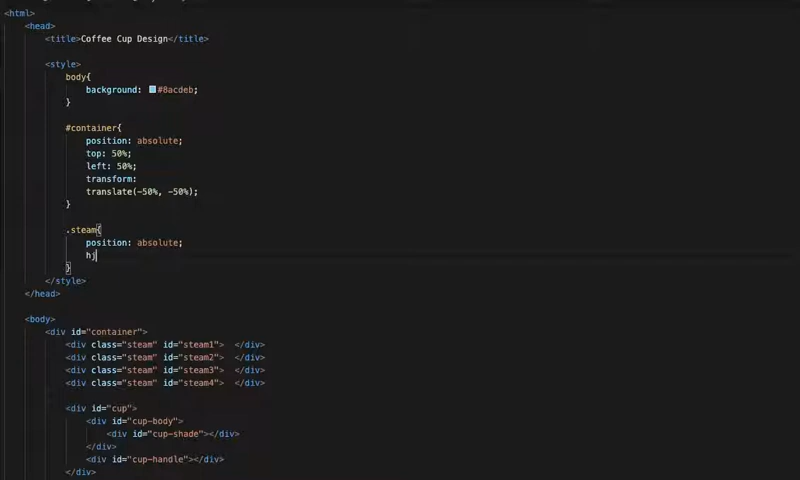 <html>
<head>
<title>Coffee Cup Design</title>
<style>
body{
background: #8acdeb;
}
#container{
position: absolute;
top: 50%;
left: 50%;
transform:
translate(-50%, -50%);
}
.steam{
position: absolute;
hj
}
</style>
</head>
<body>
<div id="container">
<div class="steam" id="steam1"> </div>
<div class="steam" id="steam2"> </div>
<div class="steam" id="steam3"> </div>
<div class="steam" id="steam4"> </div>
<div id="cup">
<div id="cup-body">
<div id="cup-shade"></div>
</div>
<div id="cup-handle"></div>
</div>